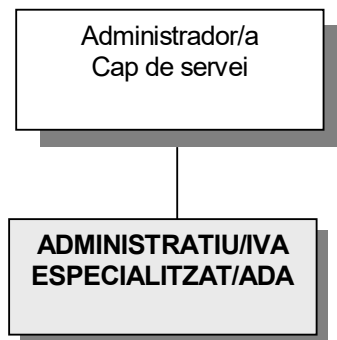 Administrador/a
Cap de servei
ADMINISTRATIU/IVA
ESPECIALITZAT/ADA